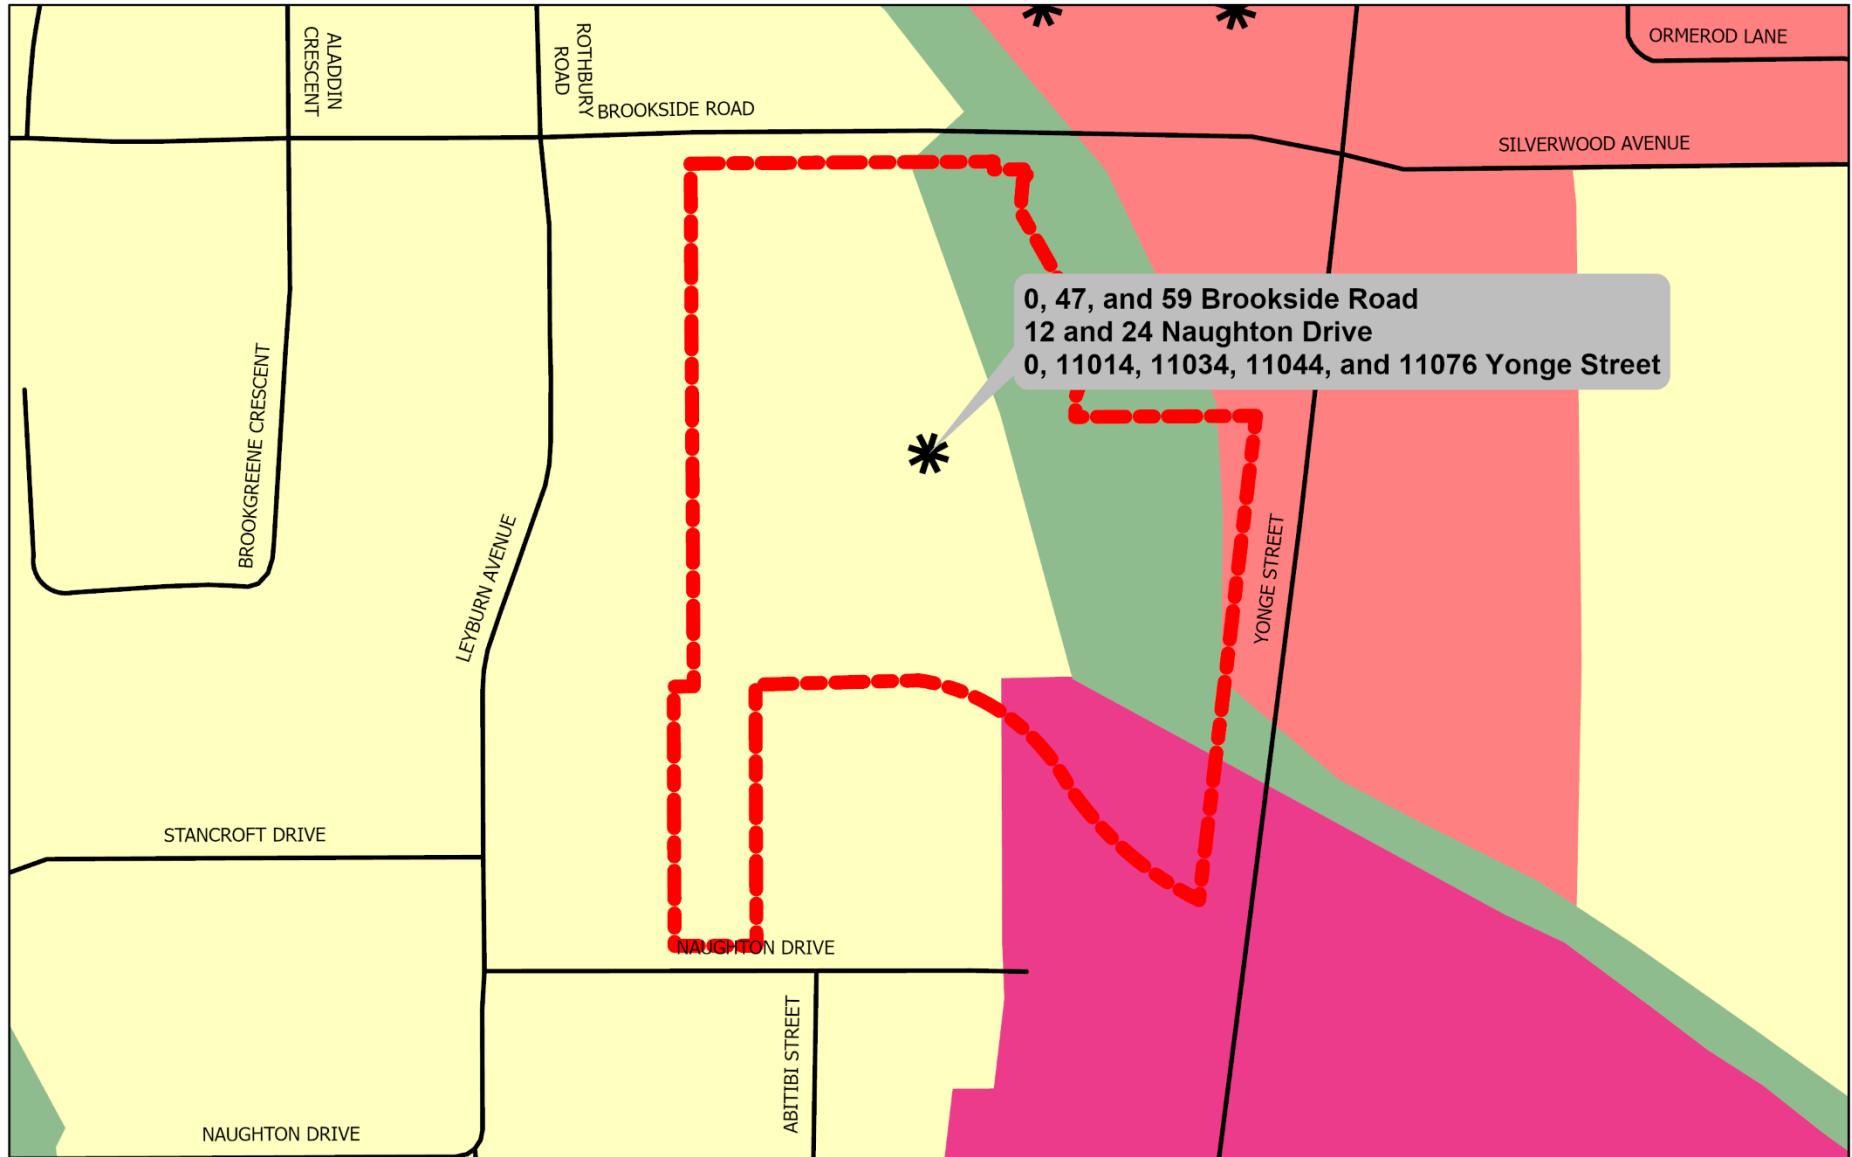 ALADDIN
CRESCENT
ROTHBURY
ROAD
ORMEROD LANE
BROOKSIDE ROAD
SILVERWOOD AVENUE
0, 47, and 59 Brookside Road
12 and 24 Naughton Drive
0, 11014, 11034, 11044, and 11076 Yonge Street
BROOKGREENE CRESCENT
LEYBURN AVENUE
YONGE STREET
STANCROFT DRIVE
NAUGHTON DRIVE
ABITIBI STREET
NAUGHTON DRIVE